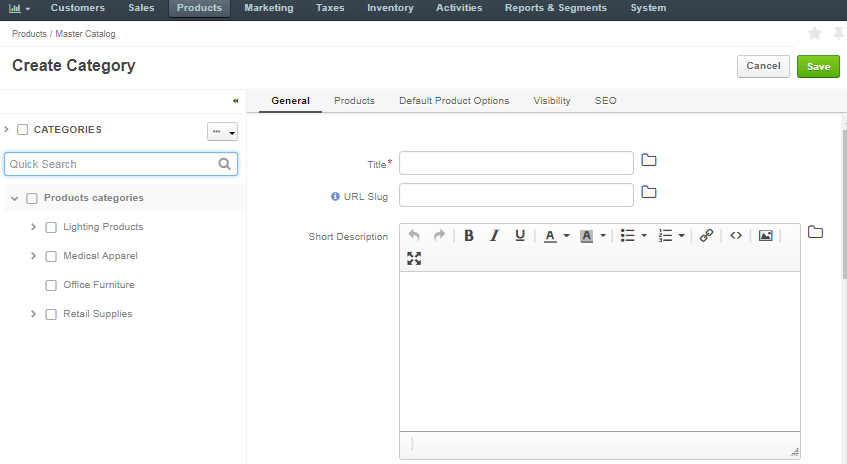 Customers Sales Products Marketing Taxes Inventory Activities Reports & Segments System
Products / Master Catalog
Create Category
Cancel Save
General Products Default Product Options Visibility SEO
CATEGORIES
Quick Search
Products categories
Lighting Products
Medical Apparel
Office Furniture
Retail Supplies
Title*
URL Slug
Short Description
B I U A A